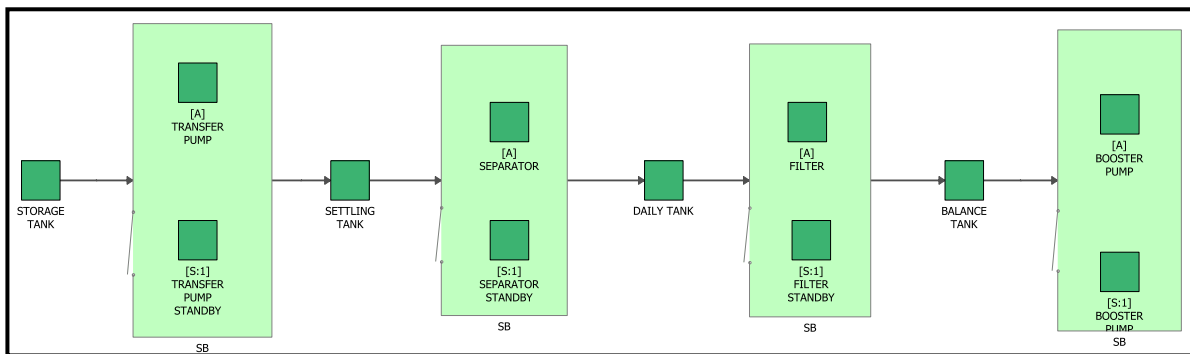 STORAGE
TANK
[A]
TRANSFER
PUMP
[S:1]
TRANSFER
PUMP
STANDBY
SB
SETTLING
TANK
[A]
SEPARATOR
[S:1]
SEPARATOR
STANDBY
SB
DAILY TANK
[A]
FILTER
[S:1]
FILTER
STANDBY
SB
BALANCE
TANK
[A]
BOOSTER
PUMP
[S:1]
BOOSTER
PUMP
SB